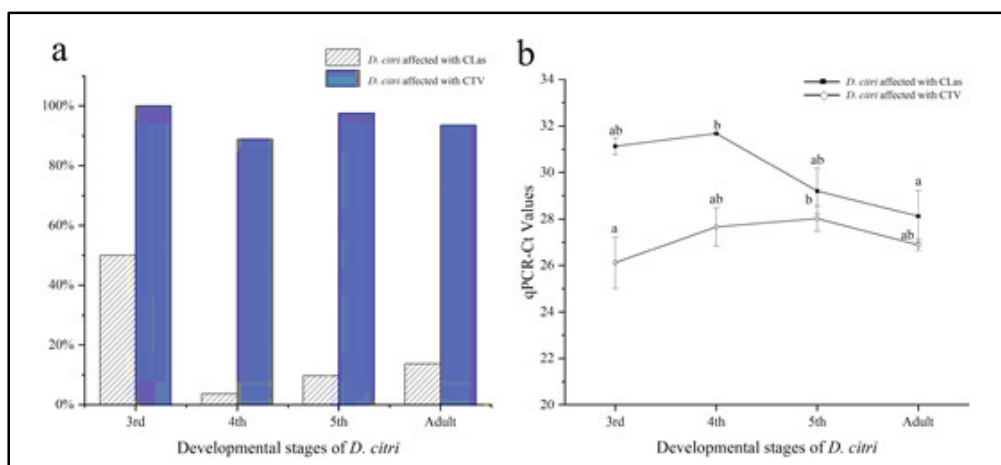 a
D. citri affected with CLas
D. citri affected with CTV
100%
80%
60%
40%
20%
0%
3rd
4th
5th
Adult
Developmental stages of D. citri
b
D. citri affected with CLas
D. citri affected with CTV
qPCR-Ct Values
34
32
30
28
26
24
22
20
ab
b
ab
a
a
ab
b
ab
3rd
4th
5th
Adult
Developmental stages of D. citri